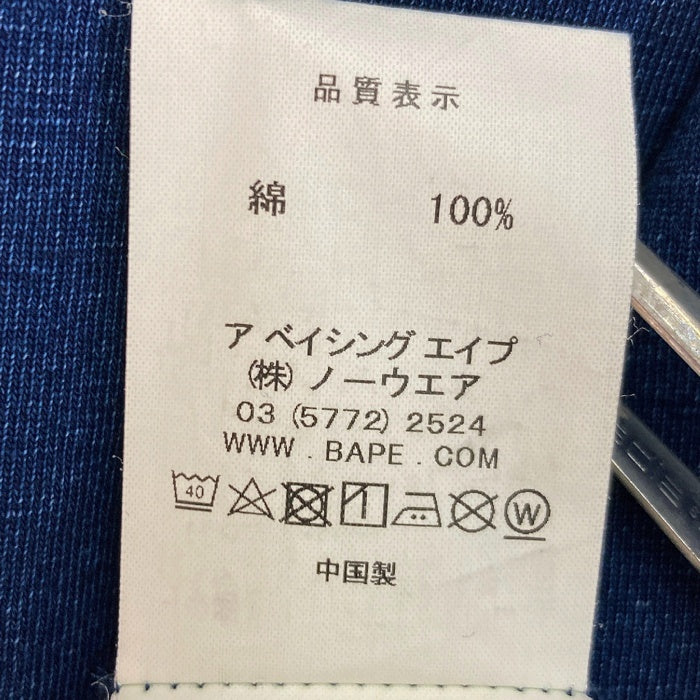 品質表示
綿 100%
ア ベイシング エイプ
(株) ノーウエア
03 (5772) 2524
WWW . BAPE . COM
40 W
中国製